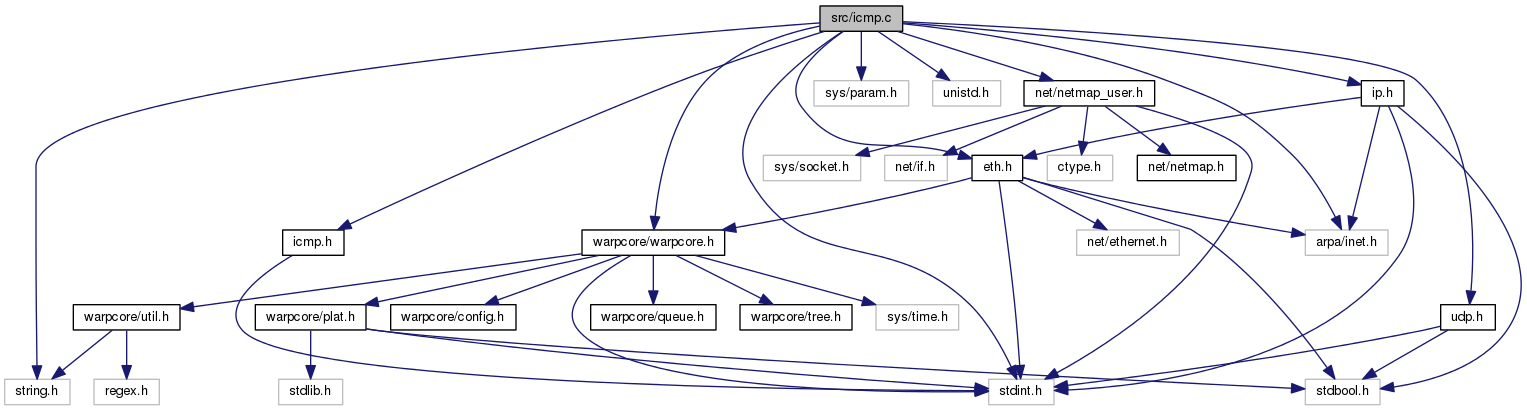 src/icmp.c
sys/param.h
unistd.h
net/netmap_user.h
ip.h
sys/socket.h
net/if.h
eth.h
ctype.h
net/netmap.h
icmp.h
warpcore/warpcore.h
net/ethernet.h
arpa/inet.h
warpcore/util.h
warpcore/plat.h
warpcore/config.h
warpcore/queue.h
warpcore/tree.h
sys/time.h
udp.h
string.h
regex.h
stdlib.h
stdint.h
stdbool.h